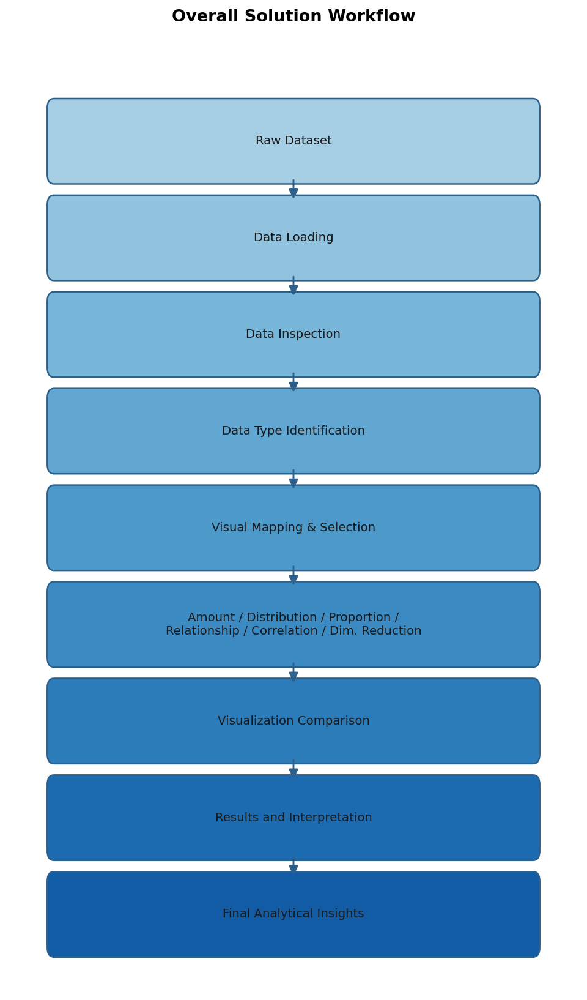 Overall Solution Workflow
Raw Dataset
Data Loading
Data Inspection
Data Type Identification
Visual Mapping & Selection
Amount / Distribution / Proportion /
Relationship / Correlation / Dim. Reduction
Visualization Comparison
Results and Interpretation
Final Analytical Insights